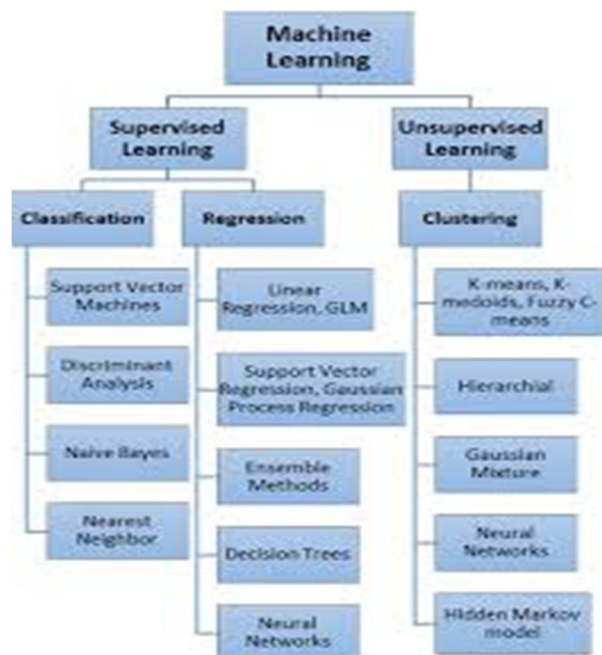 Machine
Learning
Supervised
Learning
Unsupervised
Learning
Classification
Regression
Clustering
Support Vector
Machines
Discriminant
Analysis
Naive Bayes
Nearest
Neighbor
Linear
Regression, GLM
Support Vector
Regression, Gaussian
Process Regression
Ensemble
Methods
Decision Trees
Neural
Networks
K-means, K-
medoids, Fuzzy C-
means
Hierarchial
Gaussian
Mixture
Neural
Networks
Hidden Markov
model